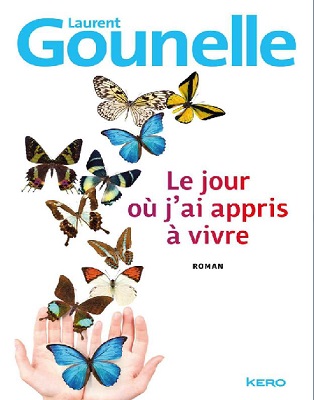 Laurent
Gounelle
Le jour
où j'ai appris
à vivre
ROMAN
KERO